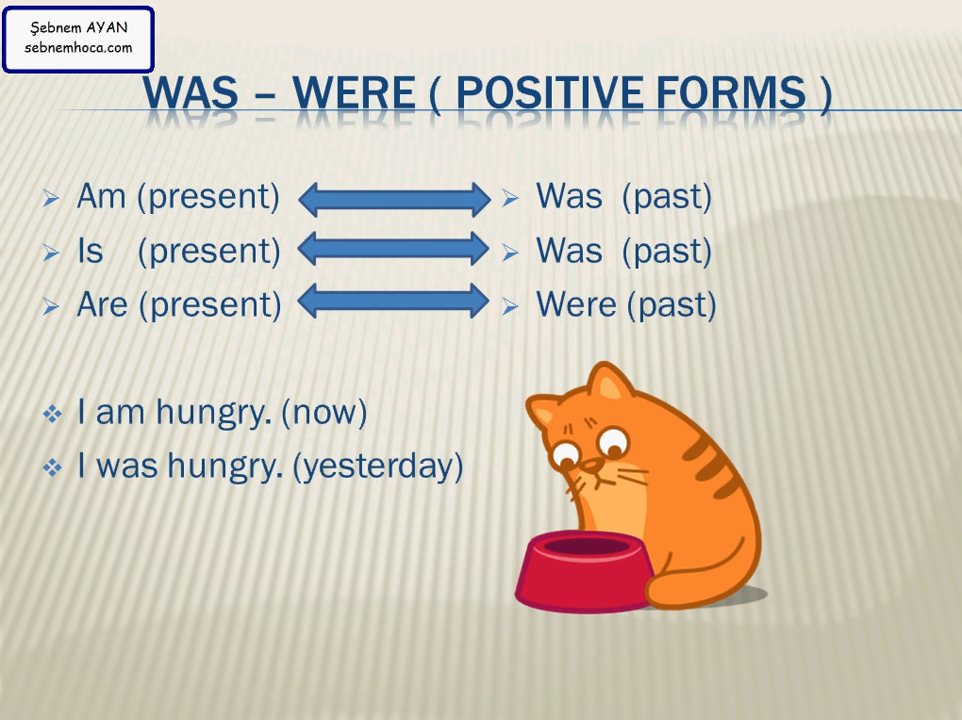 Şebnem AYAN
sebnemhoca.com
WAS – WERE ( POSITIVE FORMS )
Am (present)
Was (past)
Is (present)
Was (past)
Are (present)
Were (past)
I am hungry. (now)
I was hungry. (yesterday)